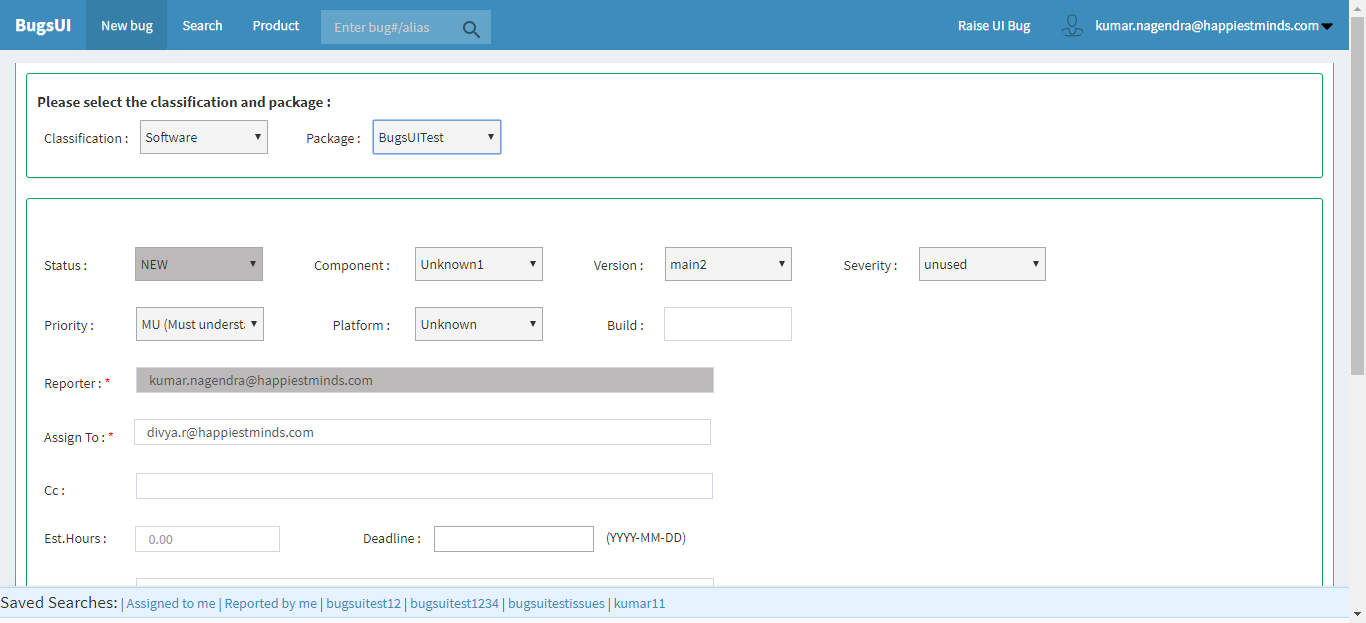 BugsUI New bug Search Product Enter bug#/alias Raise UI Bug kumar.nagendra@happiestminds.com
Please select the classification and package :
Classification : Software Package : BugsUITest
Status : NEW Component : Unknown1 Version : main2 Severity : unused
Priority : MU (Must underst: Platform : Unknown Build :
Reporter : * kumar.nagendra@happiestminds.com
Assign To : * divya.r@happiestminds.com
Cc :
Est.Hours : 0.00 Deadline : (YYYY-MM-DD)
Saved Searches: | Assigned to me | Reported by me | bugsuitest12 | bugsuitest1234 | bugsuitestissues | kumar11